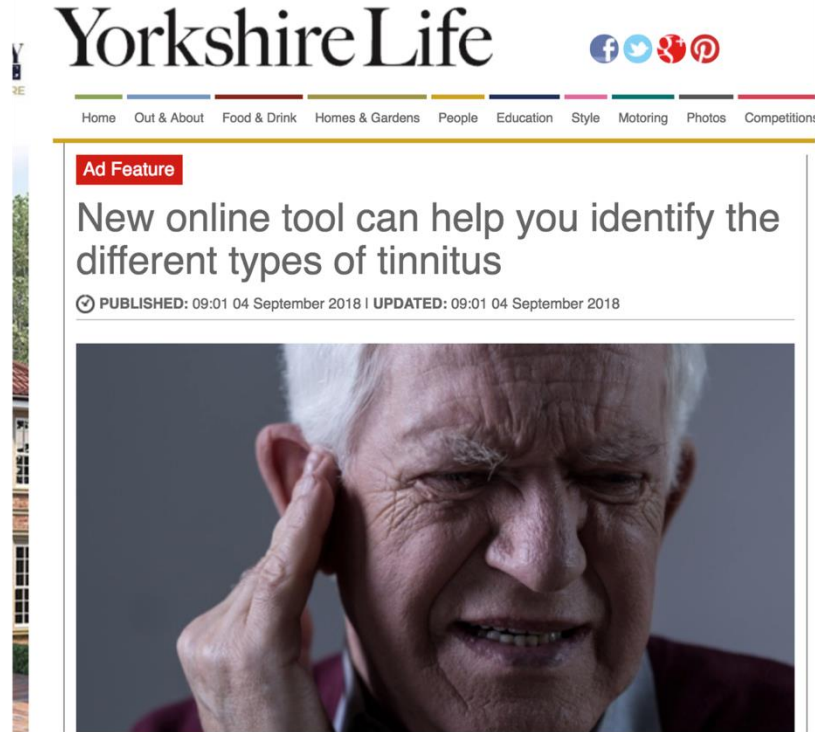 Yorkshire Life
Home Out & About Food & Drink Homes & Gardens People Education Style Motoring Photos Competitions
Ad Feature
New online tool can help you identify the
different types of tinnitus
PUBLISHED: 09:01 04 September 2018 | UPDATED: 09:01 04 September 2018